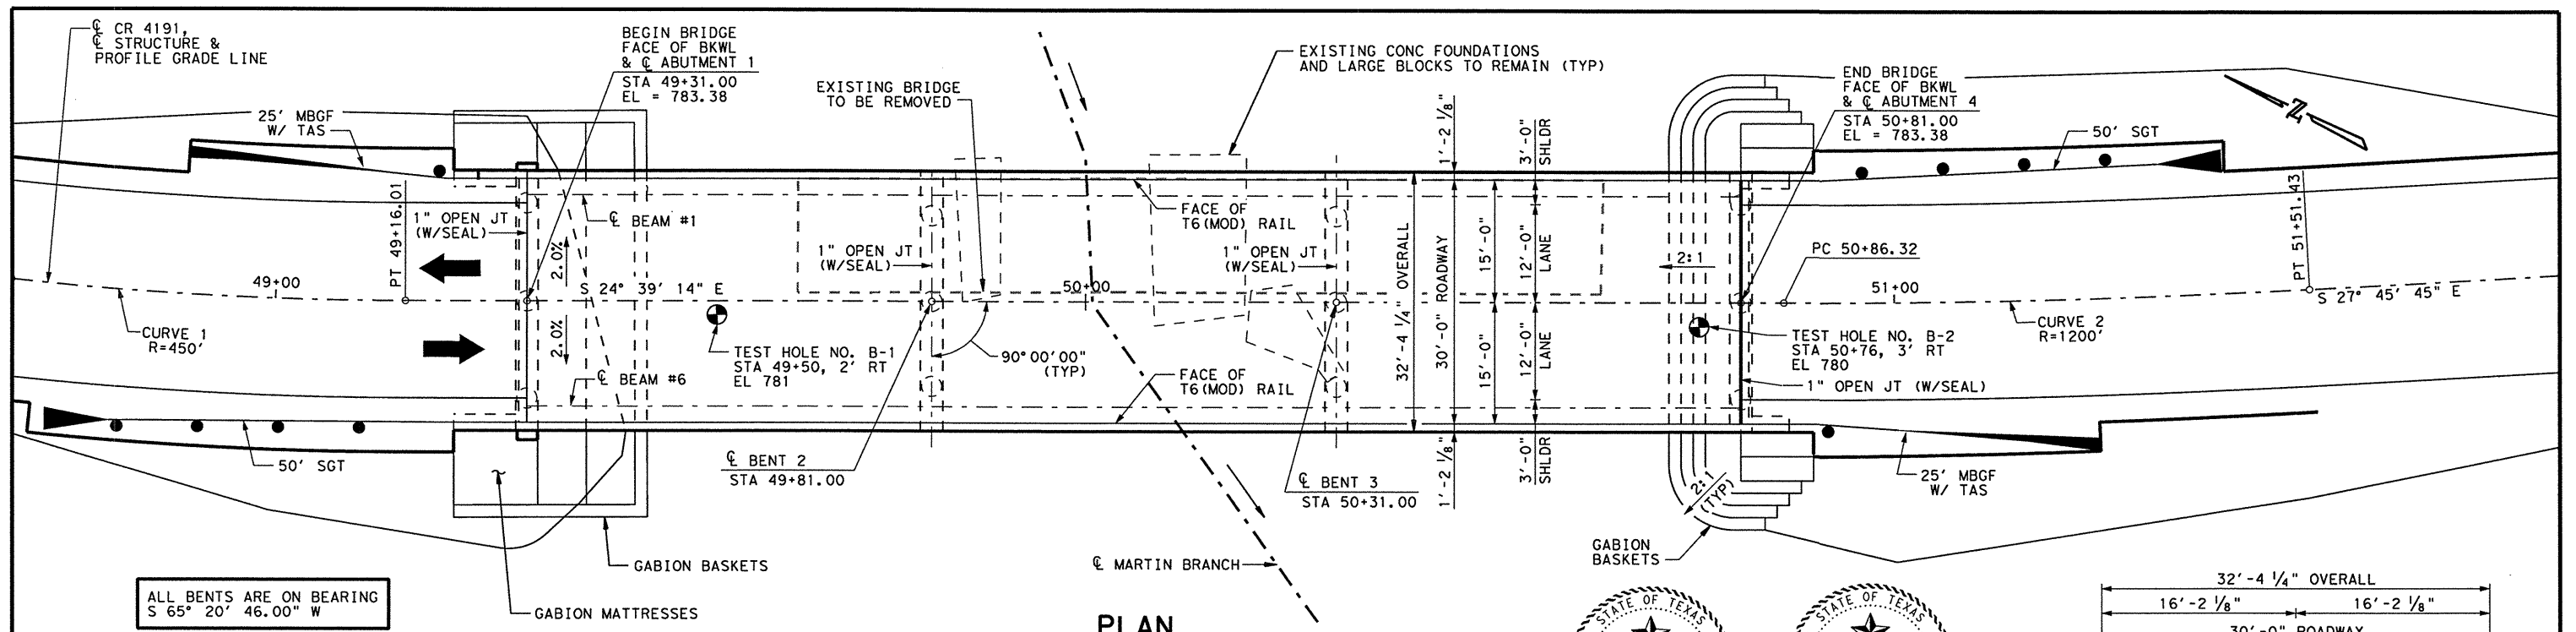 ℄ CR 4191,
℄ STRUCTURE &
PROFILE GRADE LINE
BEGIN BRIDGE
FACE OF BKWL
& ℄ ABUTMENT 1
STA 49+31.00
EL = 783.38
EXISTING BRIDGE
TO BE REMOVED
EXISTING CONC FOUNDATIONS
AND LARGE BLOCKS TO REMAIN (TYP)
END BRIDGE
FACE OF BKWL
& ℄ ABUTMENT 4
STA 50+81.00
EL = 783.38
N
25' MBGF
W/ TAS
50' SGT
1'-2 1/8"
3'-0"
SHLDR
PT 49+16.01
1" OPEN JT
(W/SEAL)
℄ BEAM #1
2.0%
FACE OF
T6(MOD) RAIL
1" OPEN JT
(W/SEAL)
1" OPEN JT
(W/SEAL)
32'-4 1/4" OVERALL
30'-0" ROADWAY
15'-0"
12'-0"
LANE
2:1
PC 50+86.32
PT 51+51.43
49+00
S 24° 39' 14" E
50+00
51+00
S 27° 45' 45" E
CURVE 1
R=450'
2.0%
TEST HOLE NO. B-1
STA 49+50, 2' RT
EL 781
90°00'00"
(TYP)
15'-0"
12'-0"
LANE
TEST HOLE NO. B-2
STA 50+76, 3' RT
EL 780
CURVE 2
R=1200'
℄ BEAM #6
FACE OF
T6(MOD) RAIL
1" OPEN JT (W/SEAL)
50' SGT
℄ BENT 2
STA 49+81.00
℄ BENT 3
STA 50+31.00
1'-2 1/8"
3'-0"
SHLDR
2:1
(TYP)
25' MBGF
W/ TAS
GABION BASKETS
℄ MARTIN BRANCH
GABION
BASKETS
ALL BENTS ARE ON BEARING
S 65° 20' 46.00" W
GABION MATTRESSES
PLAN
STATE OF TEXAS
STATE OF TEXAS
32'-4 1/4" OVERALL
16'-2 1/8"
16'-2 1/8"
30'-0" ROADWAY